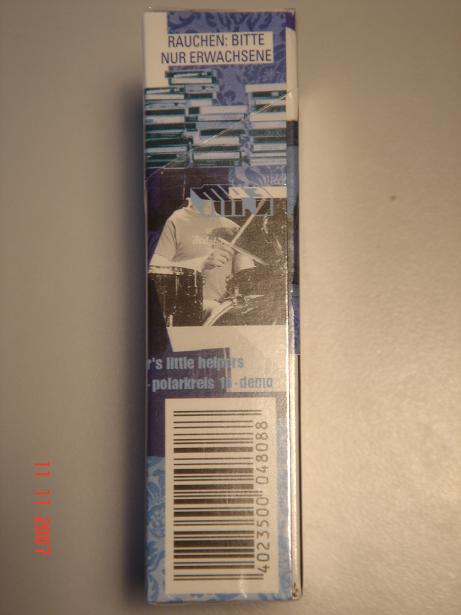 RAUCHEN: BITTE
NUR ERWACHSENE
r's little helpers
-polarkreis 18-demo
4023500 048088
11 11 2007